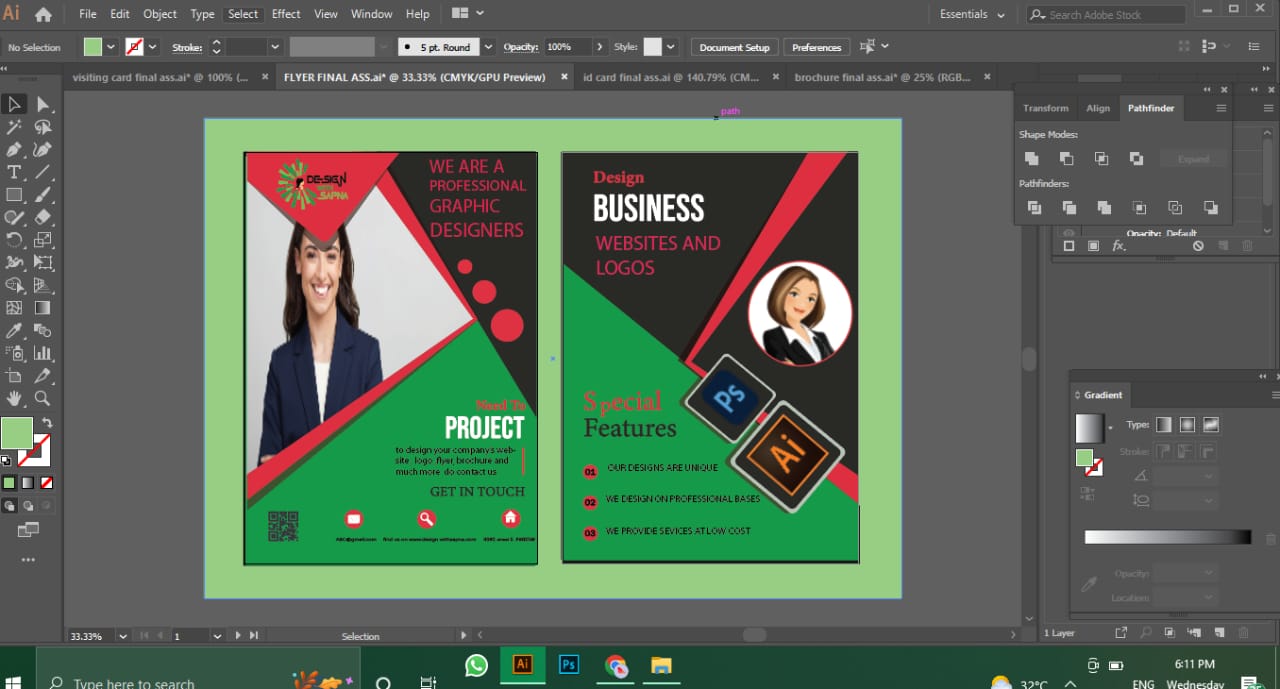 Ai
File Edit Object Type Select Effect View Window Help
Essentials
Search Adobe Stock
No Selection
Stroke:
5 pt. Round
Opacity: 100%
Style:
Document Setup
Preferences
visiting card final ass.ai* @ 100% (...
FLYER FINAL ASS.ai* @ 33.33% (CMYK/GPU Preview)
id card final ass.ai @ 140.79% (CM...
brochure final ass.ai* @ 25% (RGB...
path
Transform Align Pathfinder
Shape Modes:
Expand
Pathfinders:
Opacity: Default
fx.
DESIGN
WITH
SAPNA
WE ARE A
PROFESSIONAL
GRAPHIC
DESIGNERS
Need To
PROJECT
to design your company's web-
site logo flyer brochure and
much more do contact us
GET IN TOUCH
ABC@gmail.com find us on www.design withsapna.com
Design
BUSINESS
WEBSITES AND
LOGOS
Ps
Ai
Special
Features
01 OUR DESIGNS ARE UNIQUE
02 WE DESIGN ON PROFESSIONAL BASES
03 WE PROVIDE SEVICES AT LOW COST
Gradient
Type:
Stroke:
Opacity:
Location:
1 Layer
33.33%
1
Selection
Type here to search
Ai
Ps
32°C
ENG
6:11 PM
Wednesday